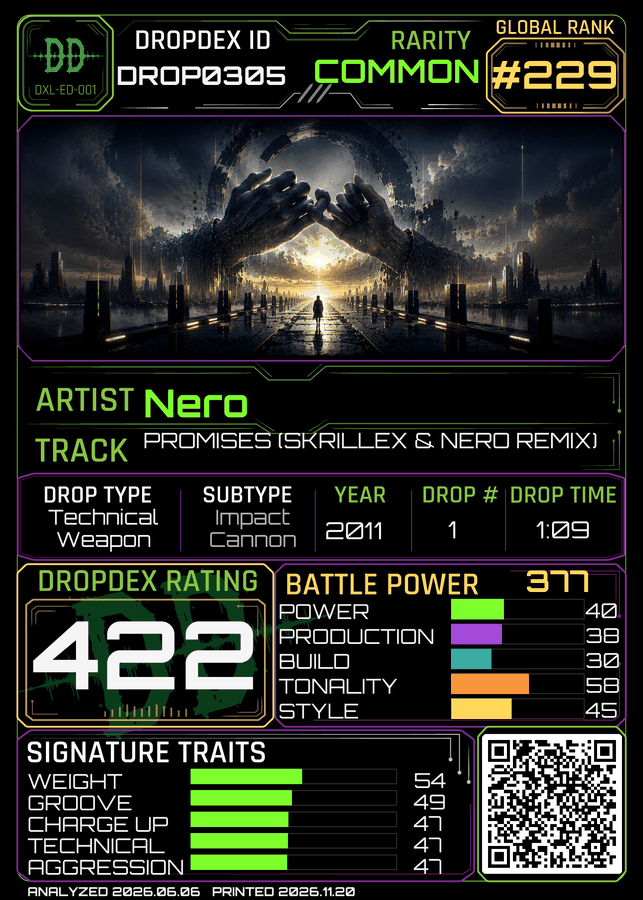 DD
DXL-ED-001
DROPDEX ID
DROP0305
RARITY
COMMON
GLOBAL RANK
#229
ARTIST Nero
TRACK PROMISES (SKRILLEX & NERO REMIX)
DROP TYPE
Technical
Weapon
SUBTYPE
Impact
Cannon
YEAR
2011
DROP #
1
DROP TIME
1:09
DROPDEX RATING
422
BATTLE POWER 377
POWER 40
PRODUCTION 38
BUILD 30
TONALITY 58
STYLE 45
SIGNATURE TRAITS
WEIGHT 54
GROOVE 49
CHARGE UP 47
TECHNICAL 47
AGGRESSION 47
ANALYZED 2026.06.06 PRINTED 2026.11.20